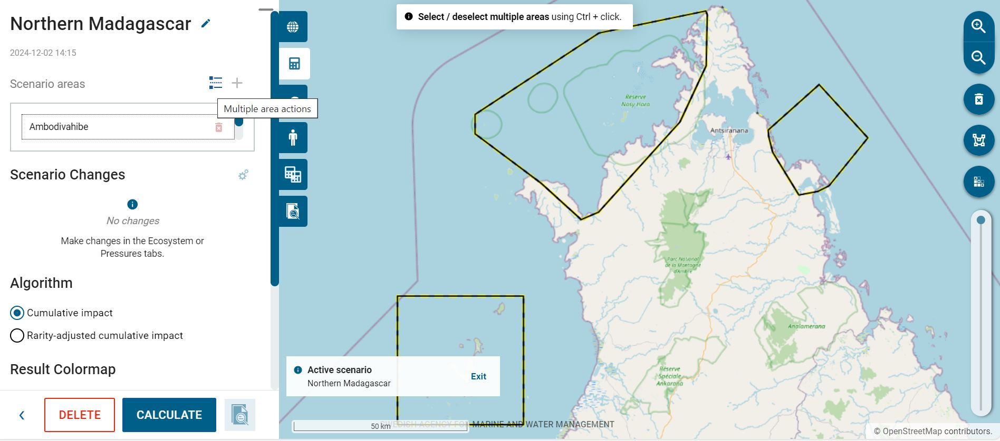 Northern Madagascar
2024-12-02 14:15
Scenario areas
Multiple area actions
Ambodivahibe
Scenario Changes
No changes
Make changes in the Ecosystem or
Pressures tabs.
Algorithm
Cumulative impact
Rarity-adjusted cumulative impact
Result Colormap
DELETE
CALCULATE
Select / deselect multiple areas using Ctrl + click.
Réserve
Nosy Hara
Antsiranana
Parc National
de la Montagne
d'Ambre
Analamerana
Réserve
Spéciale
Ankarana
Active scenario
Northern Madagascar
Exit
50 km
SWEDISH AGENCY FOR MARINE AND WATER MANAGEMENT
© OpenStreetMap contributors.